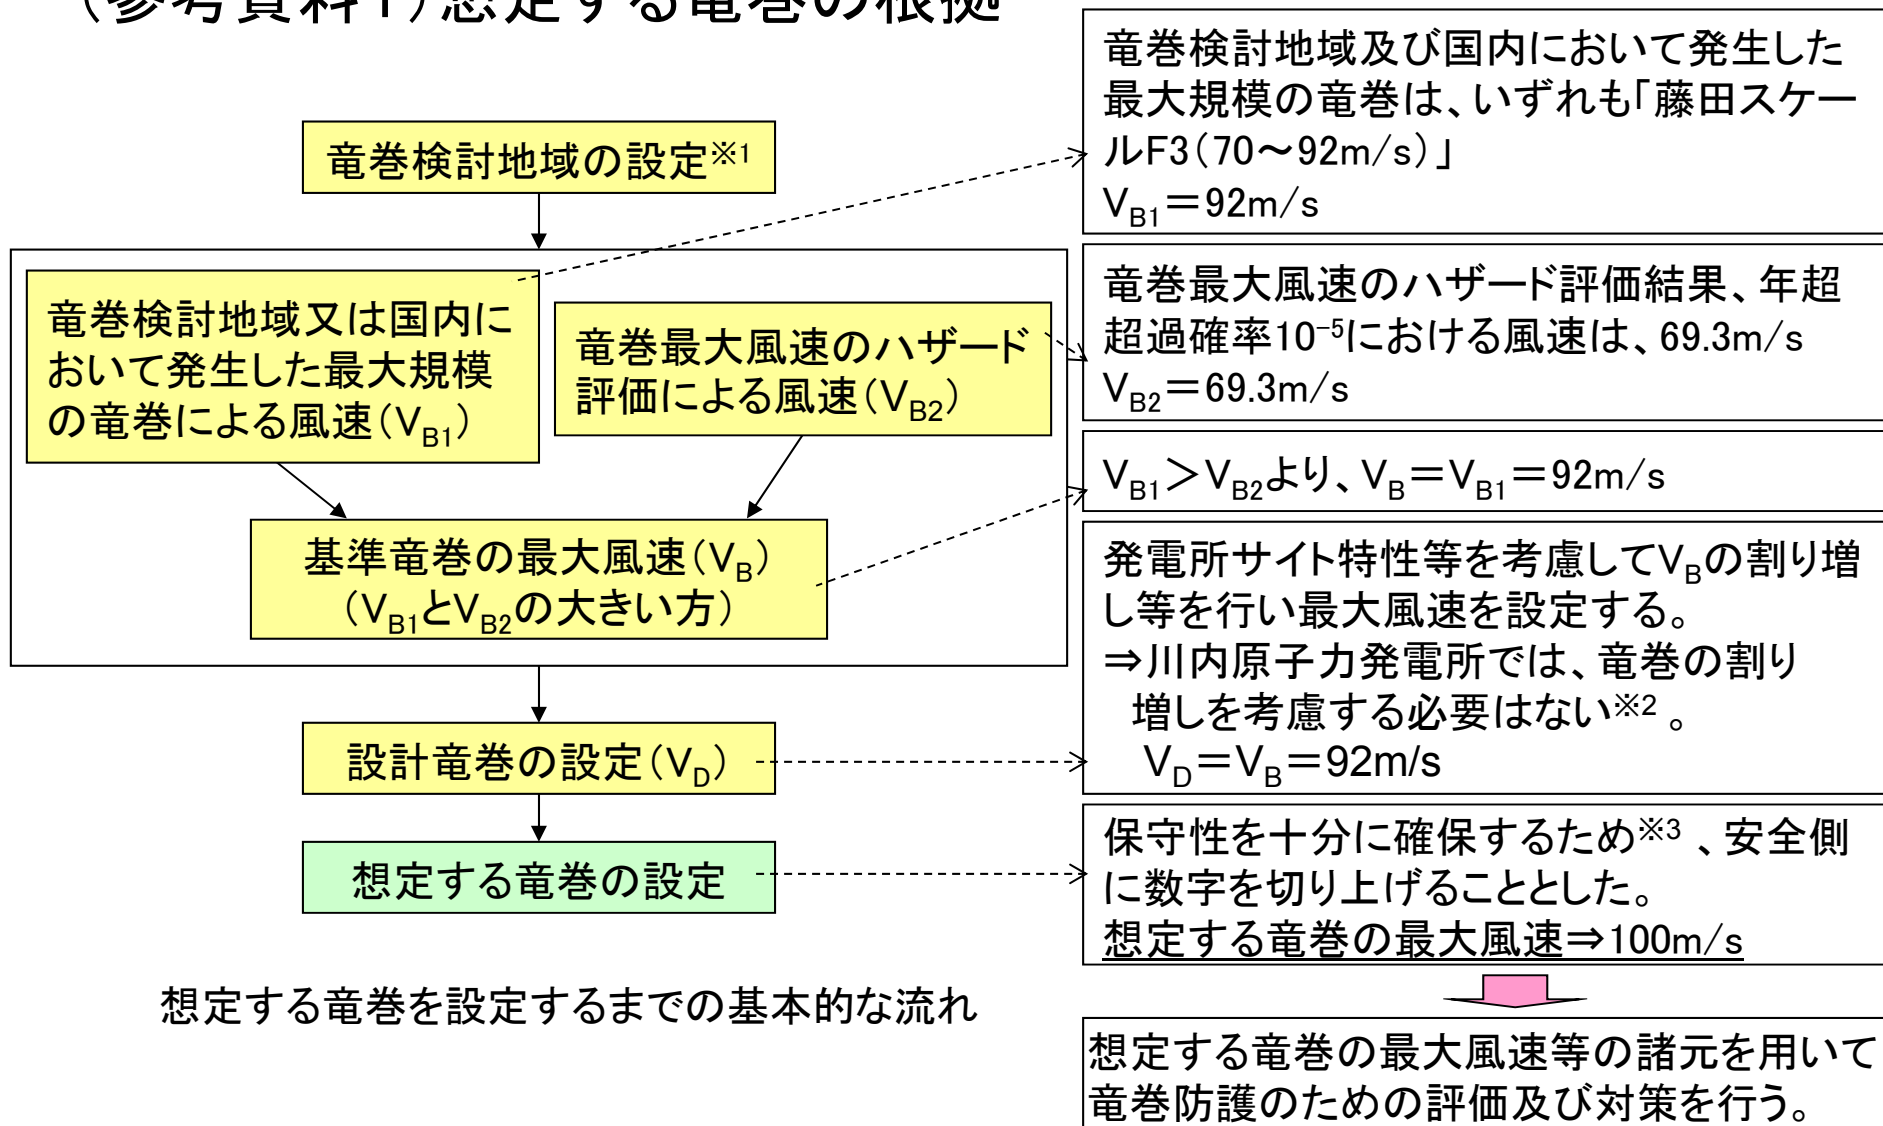 (参考資料1)想定する竜巻の根拠
竜巻検討地域の設定※1
竜巻検討地域又は国内に
おいて発生した最大規模
の竜巻による風速(VB1)
竜巻最大風速のハザード
評価による風速(VB2)
基準竜巻の最大風速(VB)
(VB1とVB2の大きい方)
設計竜巻の設定(VD)
想定する竜巻の設定
想定する竜巻を設定するまでの基本的な流れ
竜巻検討地域及び国内において発生した
最大規模の竜巻は、いずれも「藤田スケー
ルF3(70~92m/s)」
VB1=92m/s
竜巻最大風速のハザード評価結果、年超
超過確率10-5における風速は、69.3m/s
VB2=69.3m/s
VB1>VB2より、VB=VB1=92m/s
発電所サイト特性等を考慮してVBの割り増
し等を行い最大風速を設定する。
⇒川内原子力発電所では、竜巻の割り
増しを考慮する必要はない※2 。
VD=VB=92m/s
保守性を十分に確保するため※3 、安全側
に数字を切り上げることとした。
想定する竜巻の最大風速⇒100m/s
想定する竜巻の最大風速等の諸元を用いて
竜巻防護のための評価及び対策を行う。